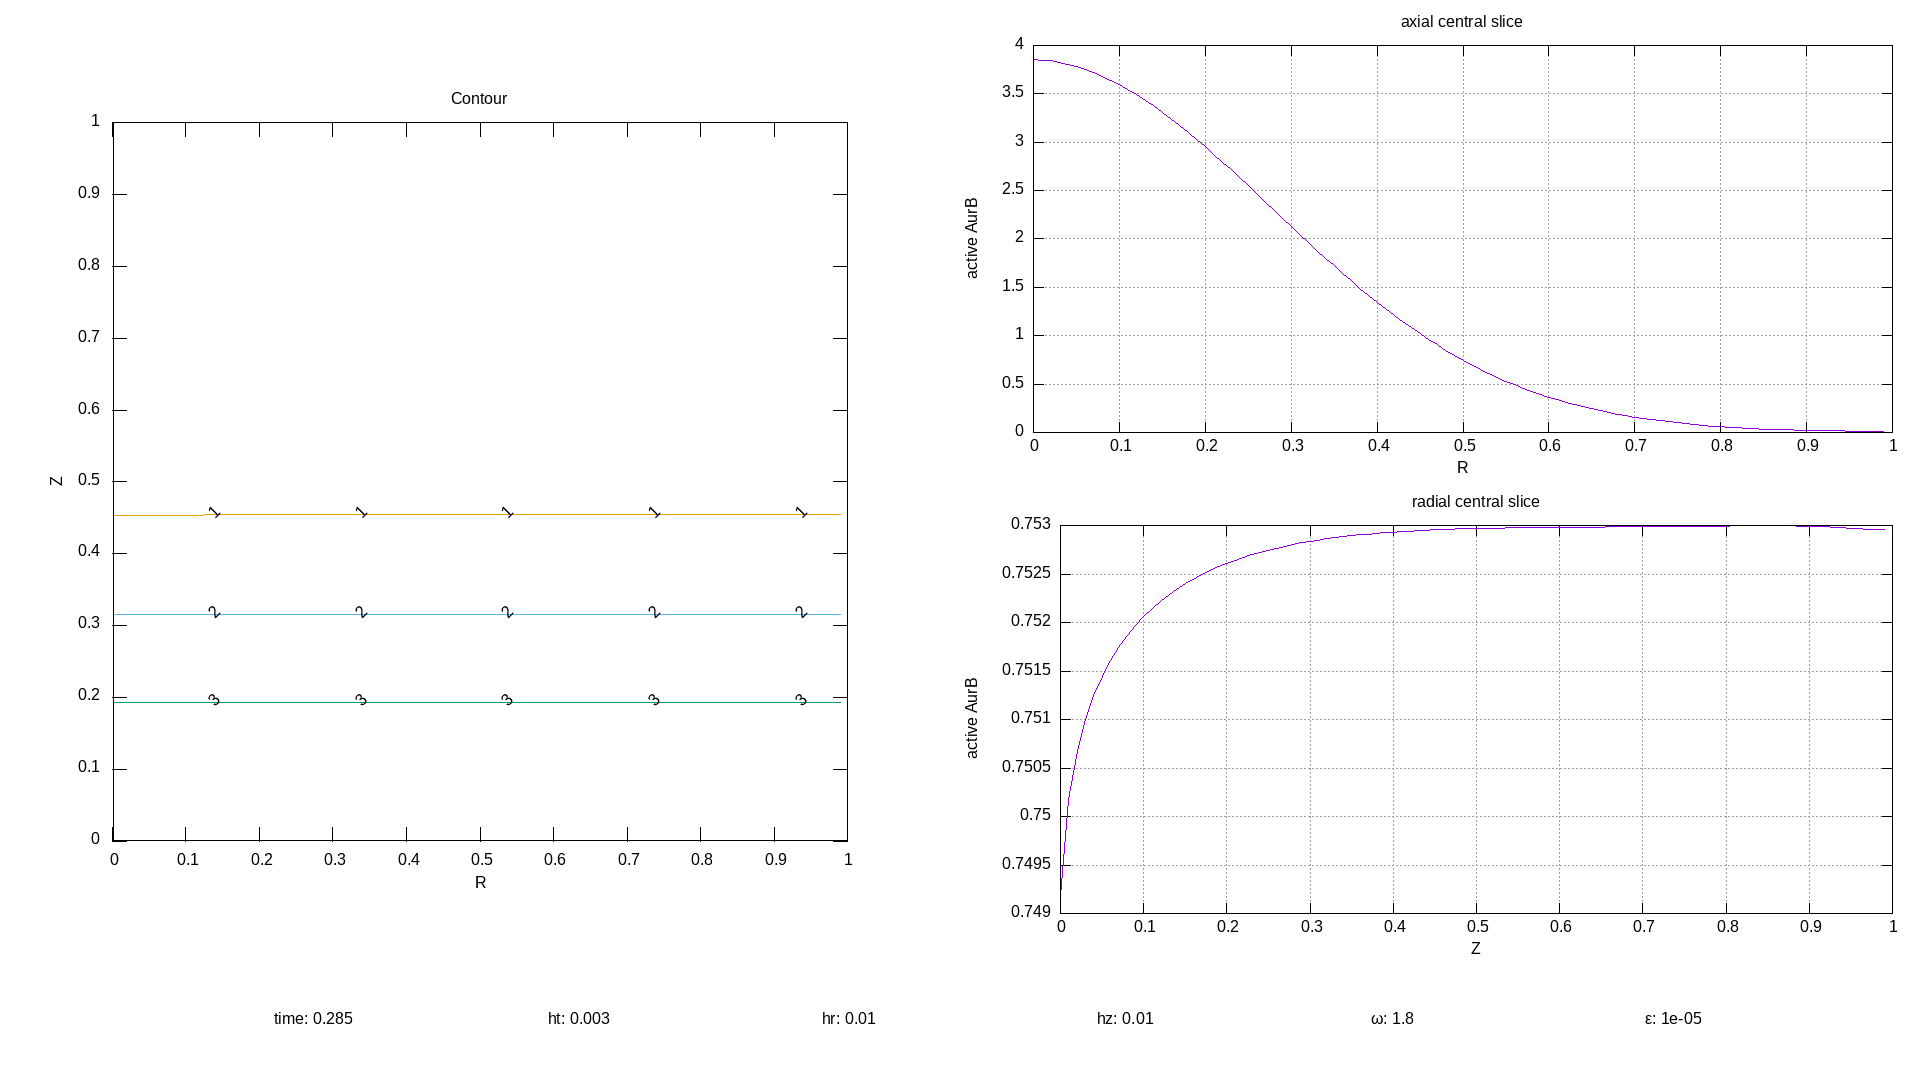 Contour
1
0.9
0.8
0.7
0.6
0.5
0.4
0.3
0.2
0.1
0
Z
1 1 1 1 1
2 2 2 2 2
3 3 3 3 3
0 0.1 0.2 0.3 0.4 0.5 0.6 0.7 0.8 0.9 1
R
axial central slice
4
3.5
3
2.5
2
1.5
1
0.5
0
active AurB
0 0.1 0.2 0.3 0.4 0.5 0.6 0.7 0.8 0.9 1
R
radial central slice
0.753
0.7525
0.752
0.7515
0.751
0.7505
0.75
0.7495
0.749
active AurB
0 0.1 0.2 0.3 0.4 0.5 0.6 0.7 0.8 0.9 1
Z
time: 0.285 ht: 0.003 hr: 0.01 hz: 0.01 ω: 1.8 ε: 1e-05